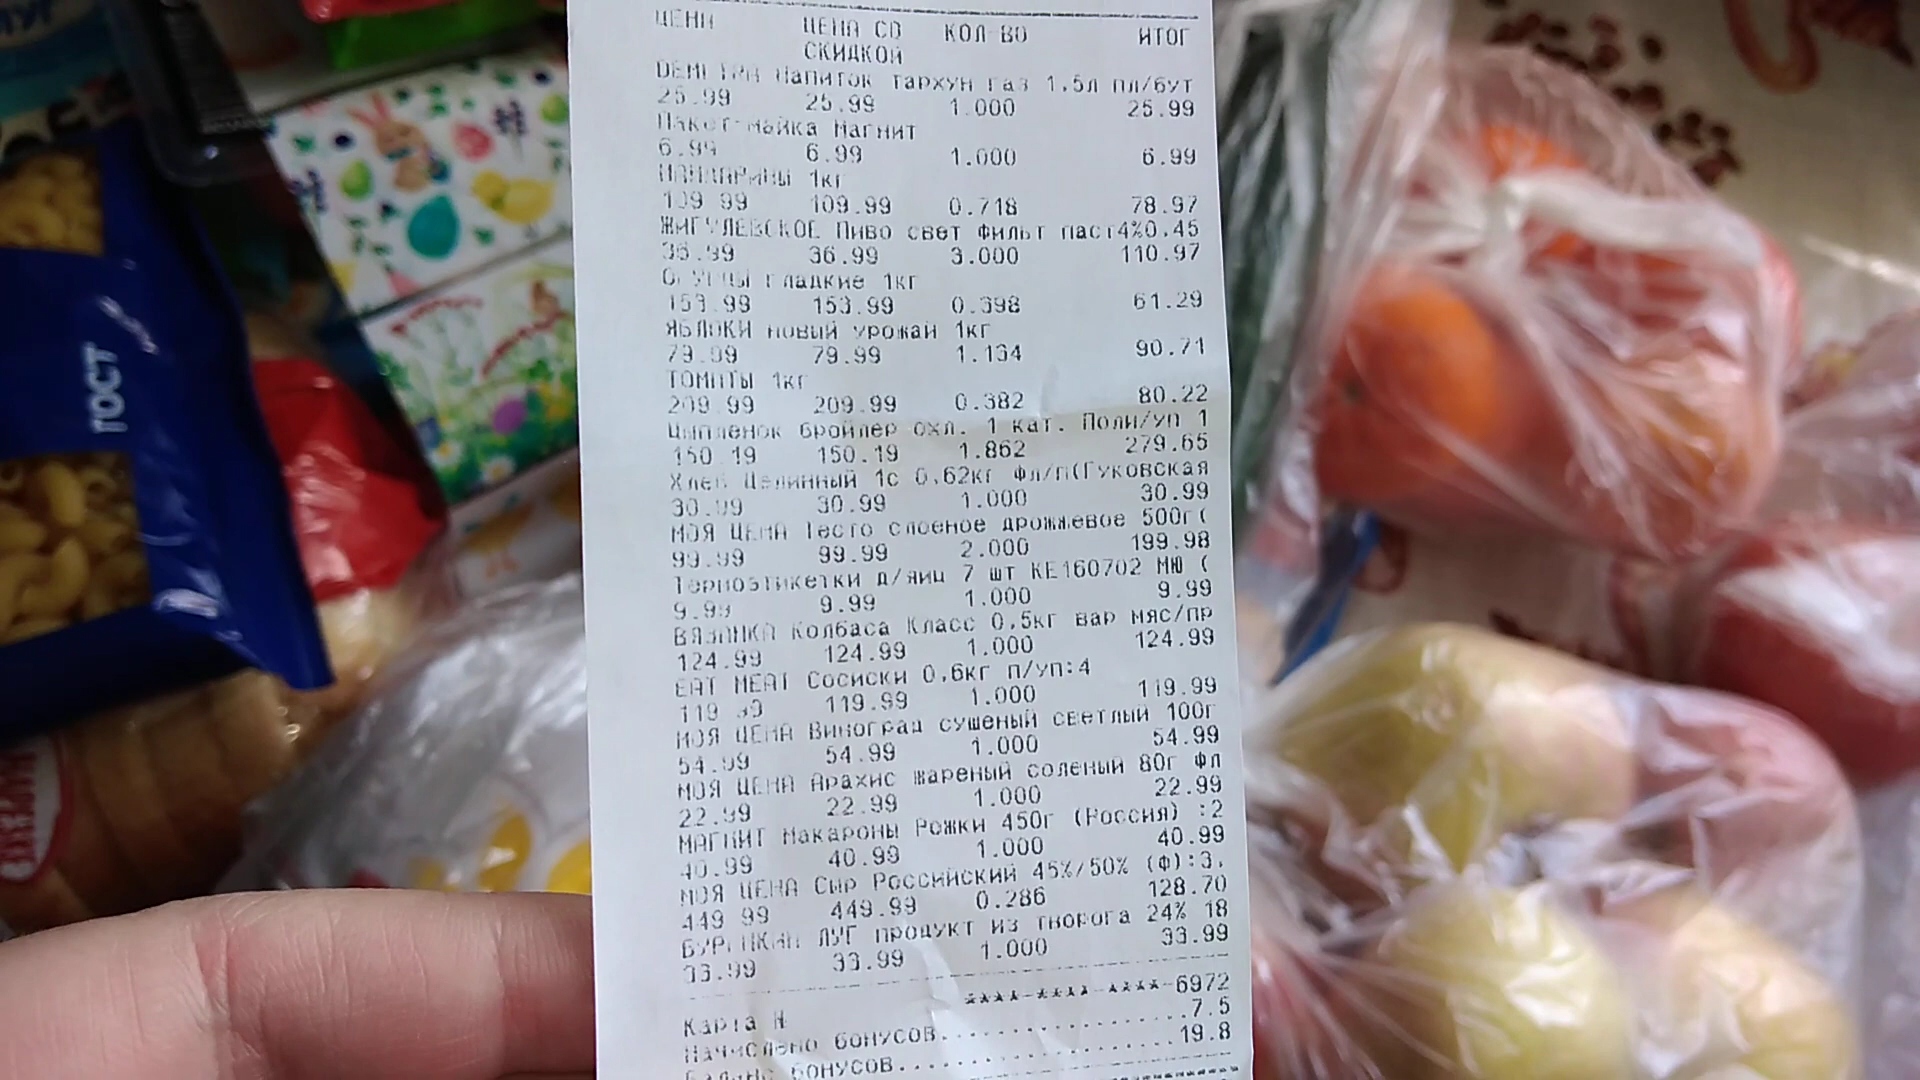 ЦЕНА ЦЕНА СО КОЛ-ВО ИТОГ
СКИДКОЙ
напиток тархун газ 1,5л пл/бут
25.99 25.99 1.000 25.99
Пакет-майка Магнит
6.99 6.99 1.000 6.99
МАНДАРИНЫ 1кг
109.99 109.99 0.718 78.97
ЖИГУЛЕВСКОЕ Пиво свет фильт паст4%0.45
36.99 36.99 3.000 110.97
Огурцы гладкие 1кг
153.99 153.99 0.398 61.29
ЯБЛОКИ новый урожай 1кг
79.99 79.99 1.134 90.71
ТОМАТЫ 1кг
209.99 209.99 0.382 80.22
Цыпленок бройлер охл. 1 кат. Поли/уп 1
150.19 150.19 1.862 279.65
Хлеб Целинный 1с 0,62кг фл/п(Гуковская
30.99 30.99 1.000 30.99
МОЯ ЦЕНА Тесто слоеное дрожжевое 500г(
99.99 99.99 2.000 199.98
Термоэтикетки д/яиц 7 шт КЕ160702 МЮ (
9.99 9.99 1.000 9.99
ВЯЗАНКА Колбаса Класс 0,5кг вар мяс/пр
124.99 124.99 1.000 124.99
EAT MEAT Сосиски 0,6кг п/уп:4
119.99 119.99 1.000 119.99
МОЯ ЦЕНА Виноград сушеный светлый 100г
54.99 54.99 1.000 54.99
МОЯ ЦЕНА Арахис жареный соленый 80г фл
22.99 22.99 1.000 22.99
МАГНИТ Макароны Рожки 450г (Россия) :2
40.99 40.99 1.000 40.99
МОЯ ЦЕНА Сыр Российский 45%/50% (Ф):3.
449.99 449.99 0.286 128.70
БУРЕНКИН ЛУГ продукт из творога 24% 18
33.99 33.99 1.000 33.99
Карта N ****-****-****-6972
Начислено бонусов..................7.5
Баланс бонусов..................19.8
ГОСТ